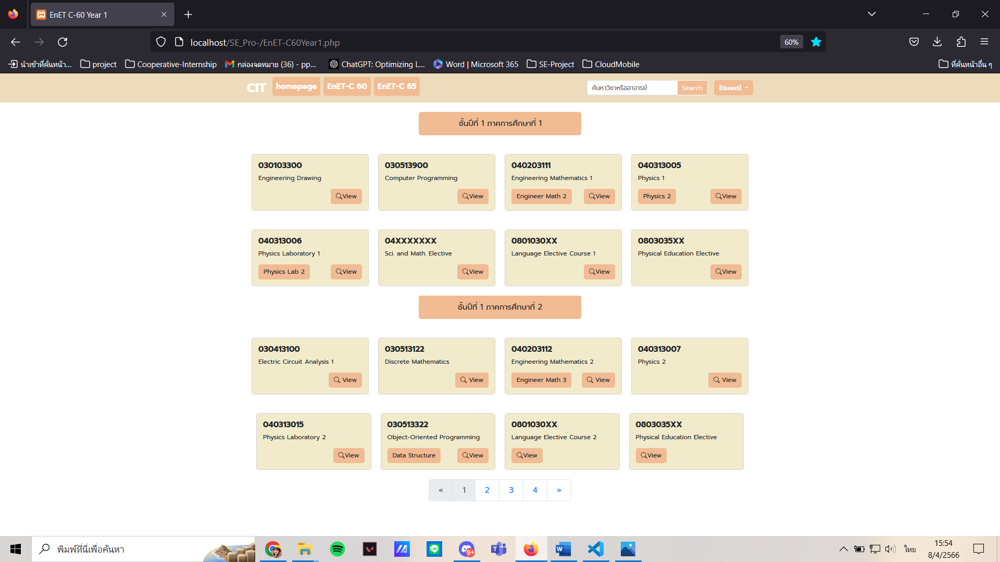 EnET C-60 Year 1
localhost/SE_Pro-/EnET-C60Year1.php
60%
นำเข้าที่คั่นหน้า...
project
Cooperative-Internship
กล่องจดหมาย (36) - pp...
ChatGPT: Optimizing L...
Word | Microsoft 365
SE-Project
CloudMobile
ที่คั่นหน้าอื่น ๆ
CIT homepage EnET-C 60 EnET-C 65
ค้นหาวิชาหรืออาจารย์ Search [Guest]
ชั้นปีที่ 1 ภาคการศึกษาที่ 1
030103300
Engineering Drawing
View
030513900
Computer Programming
View
040203111
Engineering Mathematics 1
Engineer Math 2 View
040313005
Physics 1
Physics 2 View
040313006
Physics Laboratory 1
Physics Lab 2 View
04XXXXXXX
Sci. and Math. Elective
View
0801030XX
Language Elective Course 1
View
0803035XX
Physical Education Elective
View
ชั้นปีที่ 1 ภาคการศึกษาที่ 2
030413100
Electric Circuit Analysis 1
View
030513122
Discrete Mathematics
View
040203112
Engineering Mathematics 2
Engineer Math 3 View
040313007
Physics 2
View
040313015
Physics Laboratory 2
View
030513322
Object-Oriented Programming
Data Structure View
0801030XX
Language Elective Course 2
View
0803035XX
Physical Education Elective
View
« 1 2 3 4 »
พิมพ์ที่นี่เพื่อค้นหา
LINE
9+
ไทย
15:54
8/4/2566